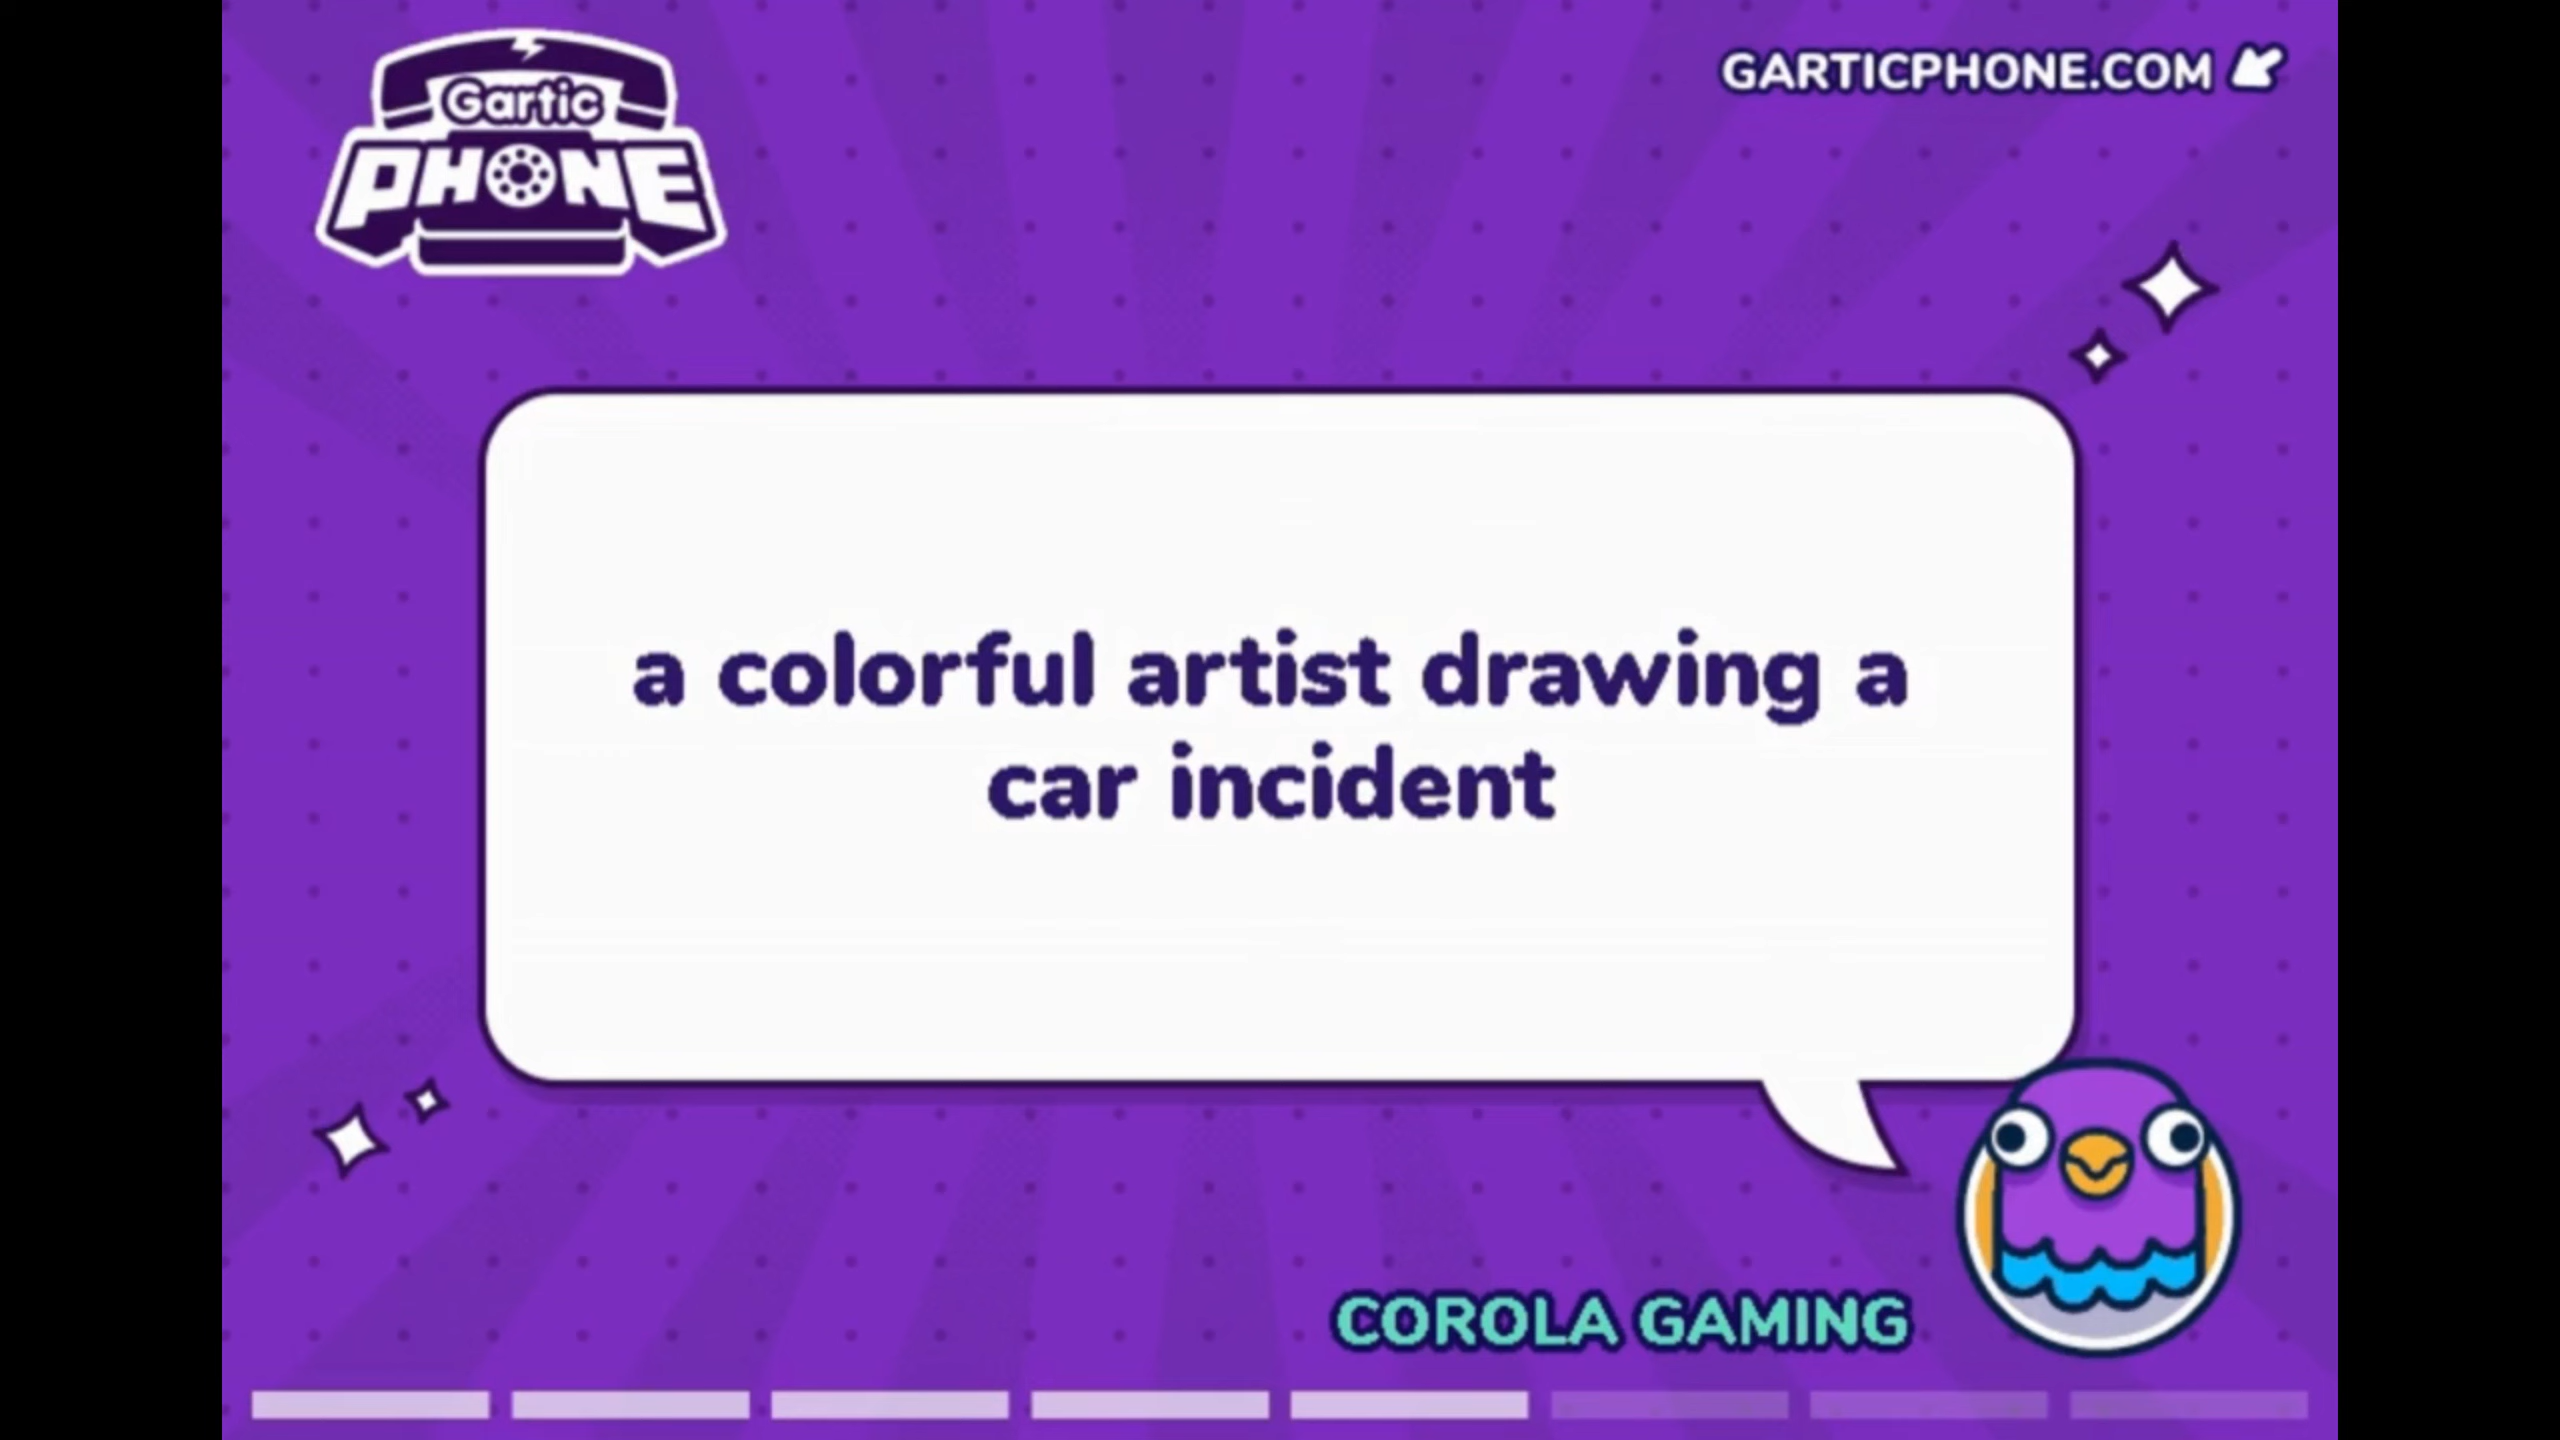 Gartic
PHONE
GARTICPHONE.COM
a colorful artist drawing a
car incident
COROLA GAMING